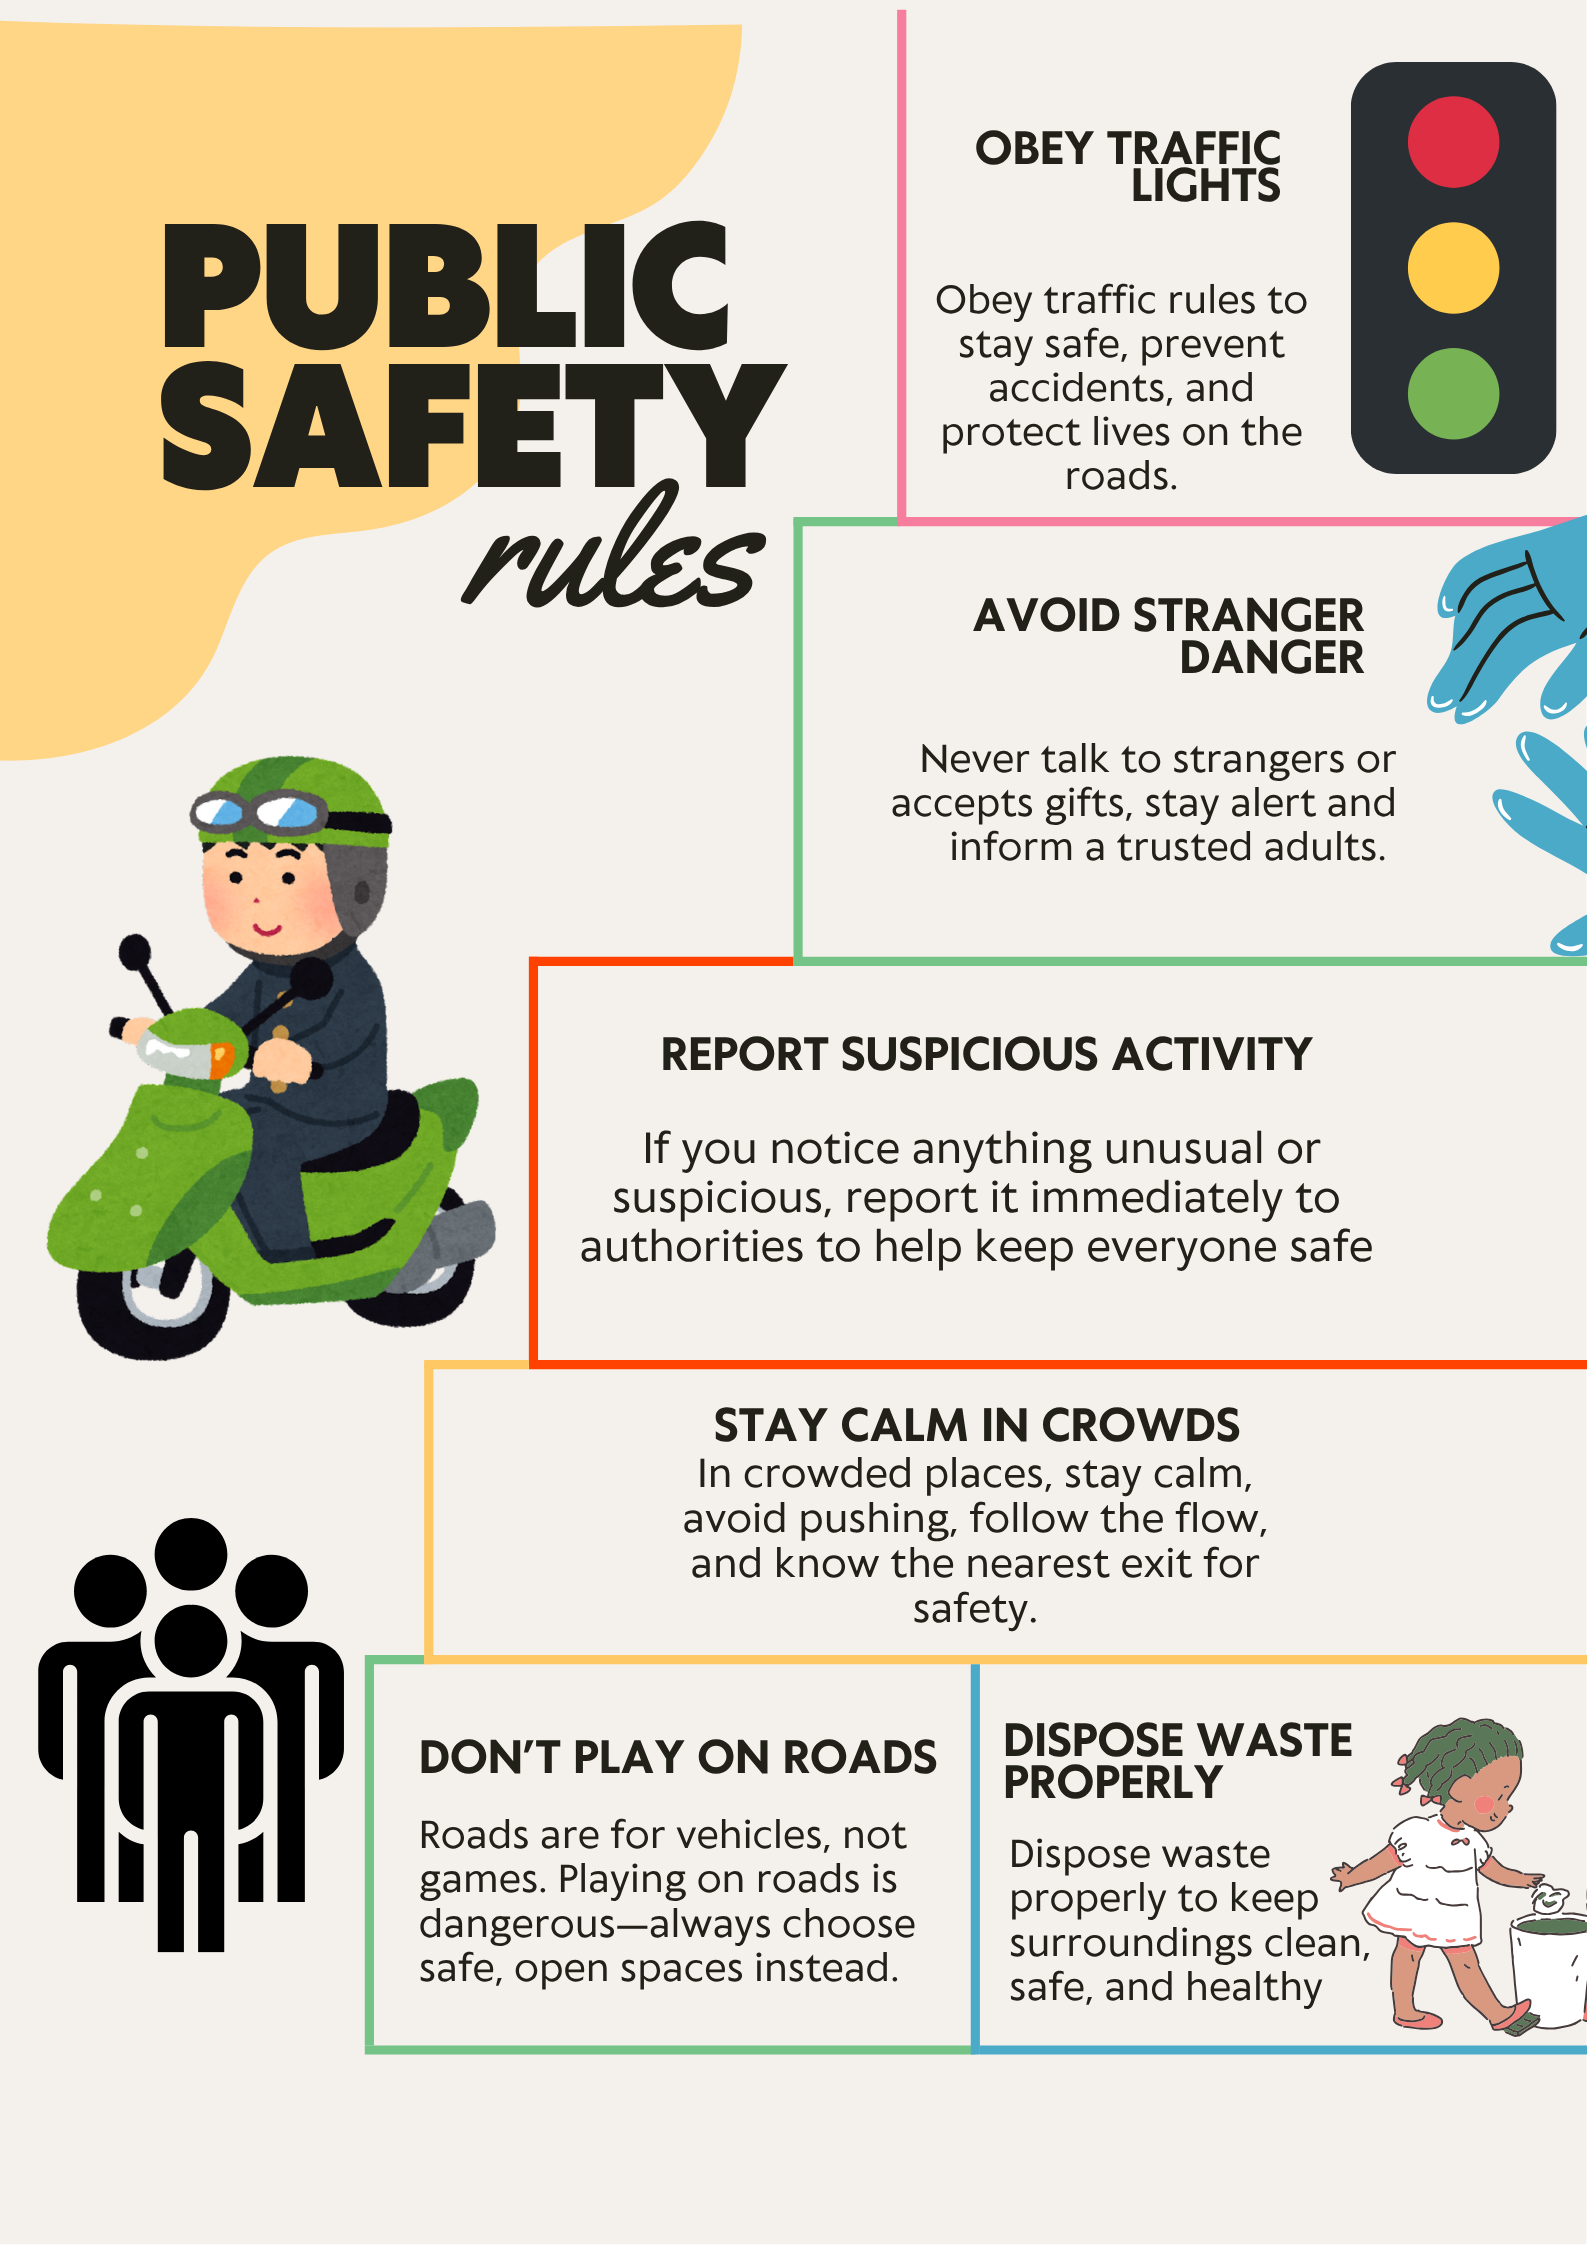 PUBLIC
SAFETY
rules
OBEY TRAFFIC
LIGHTS
Obey traffic rules to
stay safe, prevent
accidents, and
protect lives on the
roads.
AVOID STRANGER
DANGER
Never talk to strangers or
accepts gifts, stay alert and
inform a trusted adults.
REPORT SUSPICIOUS ACTIVITY
If you notice anything unusual or
suspicious, report it immediately to
authorities to help keep everyone safe
STAY CALM IN CROWDS
In crowded places, stay calm,
avoid pushing, follow the flow,
and know the nearest exit for
safety.
DON’T PLAY ON ROADS
Roads are for vehicles, not
games. Playing on roads is
dangerous—always choose
safe, open spaces instead.
DISPOSE WASTE
PROPERLY
Dispose waste
properly to keep
surroundings clean,
safe, and healthy